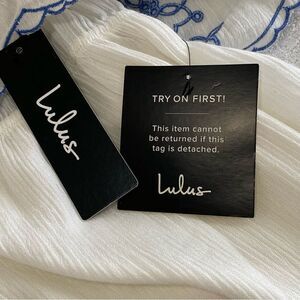 Lulus
TRY ON FIRST!
This item cannot
be returned if this
tag is detached.
Lulus